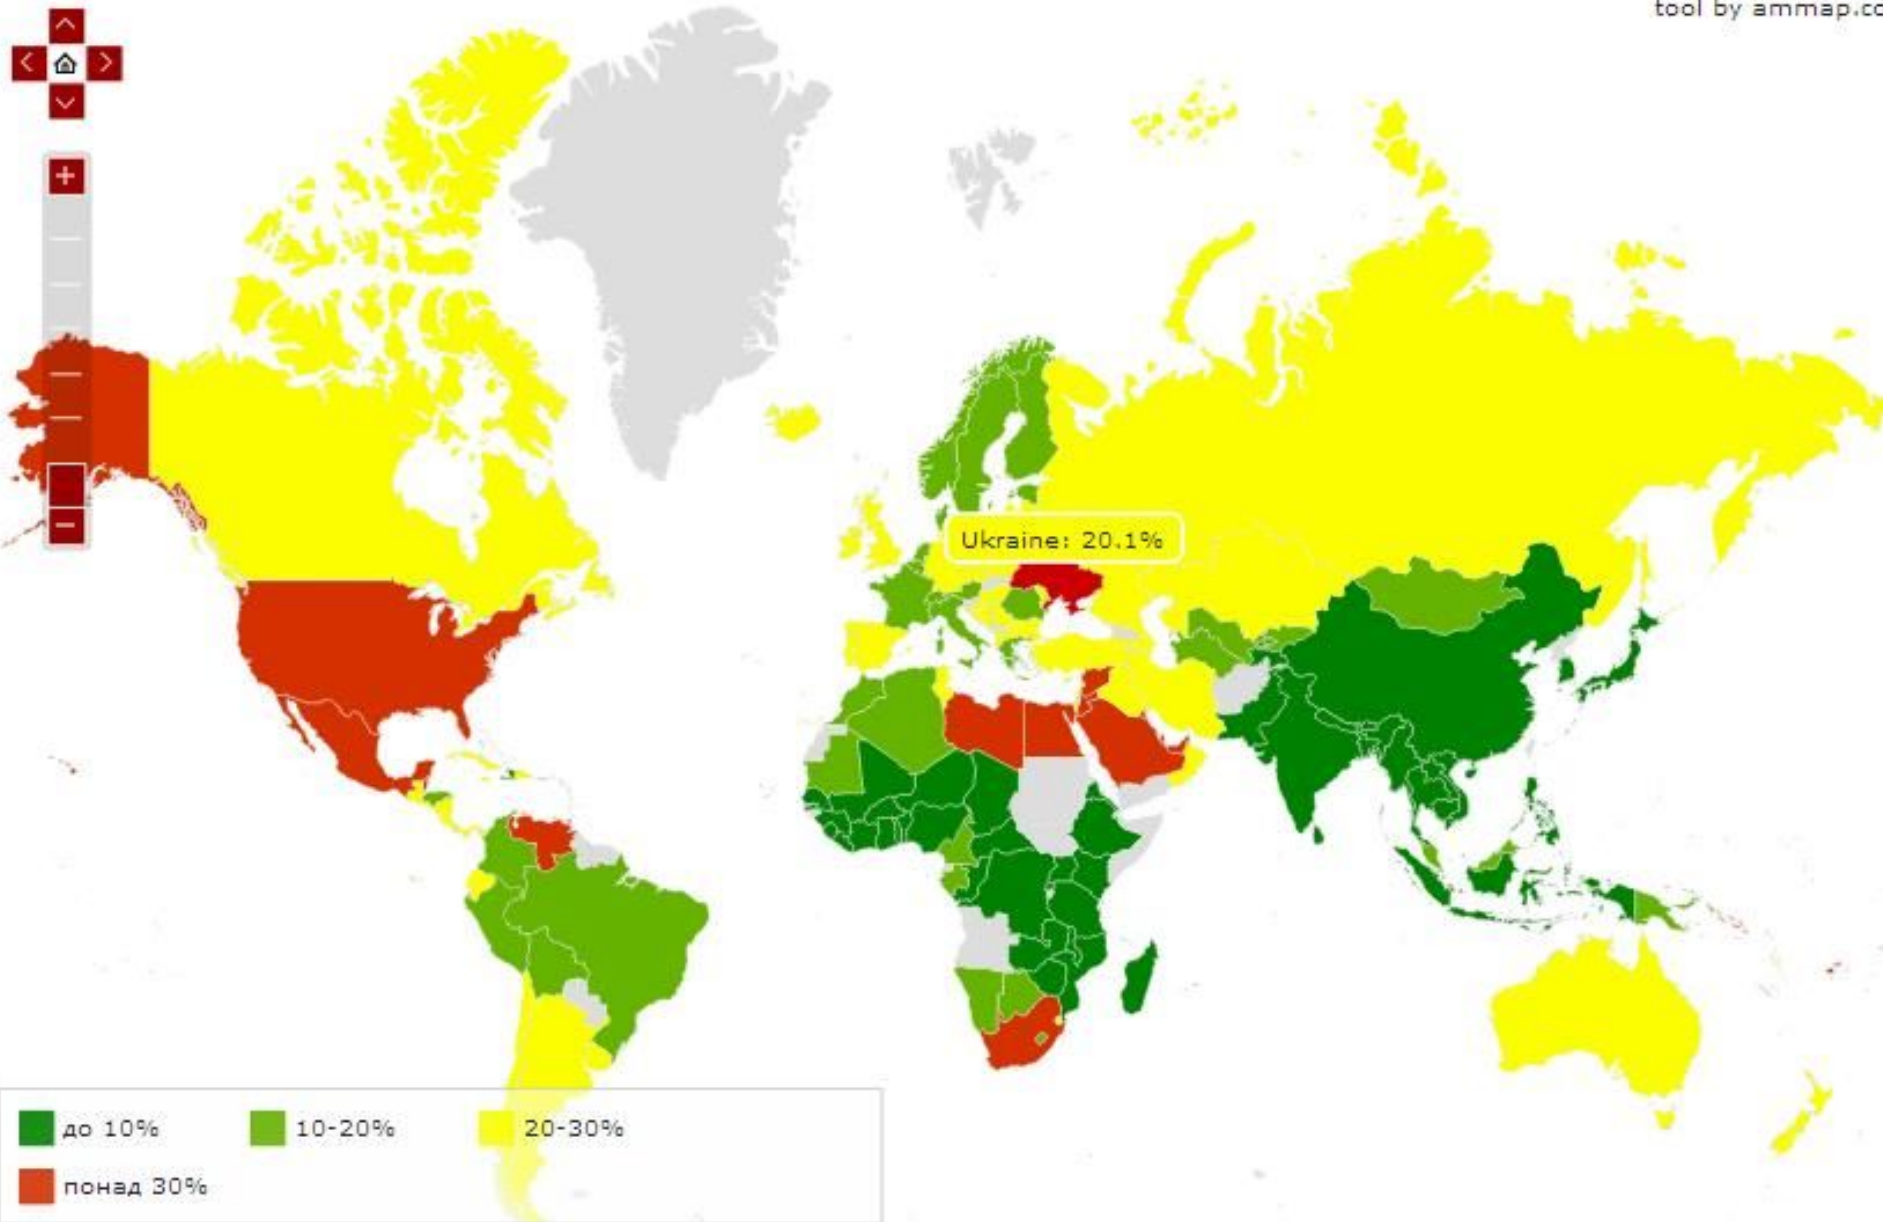 tool by ammap.co
Ukraine: 20.1%
до 10%
10-20%
20-30%
понад 30%